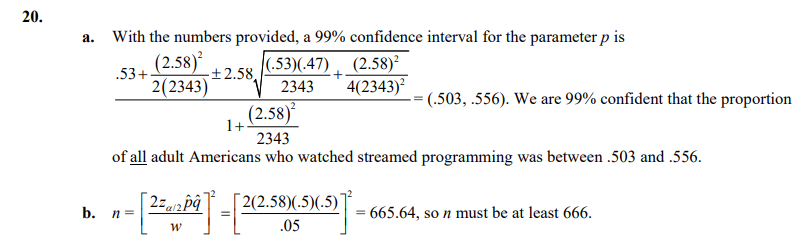 20.
a. With the numbers provided, a 99% confidence interval for the parameter p is
.53 + (2.58)² / 2(2343) ± 2.58 √( (.53)(.47) / 2343 + (2.58)² / 4(2343)² )
1 + (2.58)² / 2343
= (.503, .556). We are 99% confident that the proportion
of all adult Americans who watched streamed programming was between .503 and .556.
b. n = [ 2z_{α/2} p̂q̂ / w ]² = [ 2(2.58)(.5)(.5) / .05 ]² = 665.64, so n must be at least 666.